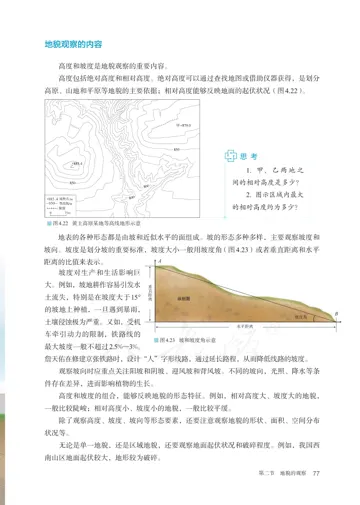 地貌观察的内容
高度和坡度是地貌观察的重要内容。
高度包括绝对高度和相对高度。绝对高度可以通过查找地图或借助仪器获得，是划分
高原、山地和平原等地貌的主要依据；相对高度能够反映地面的起伏状况（图4.22）。
思考
1. 甲、乙两地之
间的相对高度是多少？
2. 图示区域内最大
的相对高度约为多少？
图4.22 黄土高原某地等高线地形示意
地表的各种形态都是由坡和近似水平的面组成。坡的形态多种多样，主要观察坡度和
坡向。坡度是划分坡的重要标准，坡度大小一般用坡度角（图4.23）或者垂直距离和水平
距离的比值来表示。
坡度对生产和生活影响巨
大。例如，坡地耕作容易引发水
土流失，特别是在坡度大于15°
的坡地上种植，一旦遇到暴雨，
土壤侵蚀极为严重。又如，受机
车牵引动力的限制，铁路线的
最大坡度一般不超过2.5%~3%。
A
垂直距离
坡度角
B
水平距离
图4.23 坡和坡度角示意
詹天佑在修建京张铁路时，设计“人”字形线路，通过延长路程，从而降低线路的坡度。
观察坡向时应重点关注阳坡和阴坡、迎风坡和背风坡。不同的坡向，光照、降水等条
件存在差异，进而影响植物的生长。
高度和坡度的组合，能够反映地貌的形态特征。例如，相对高度大、坡度大的地貌，
一般比较陡峻；相对高度小、坡度小的地貌，一般比较平缓。
除了观察高度、坡度、坡向等形态要素，还要注意观察地貌的形状、面积、空间分布
状况等。
无论是单一地貌，还是区域地貌，还要观察地面起伏状况和破碎程度。例如，我国西
南山区地面起伏较大，地形较为破碎。
第二节 地貌的观察 77